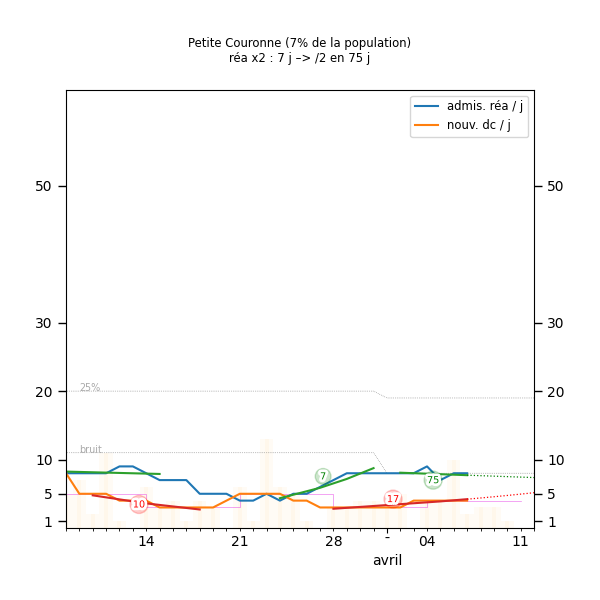 Petite Couronne (7% de la population)
réa x2 : 7 j –> /2 en 75 j
admis. réa / j
nouv. dc / j
50 50
30 30
25%
20 20
bruit
10 10
7
75
5 5
17
10
1 1
14 21 28 - 04 11
avril